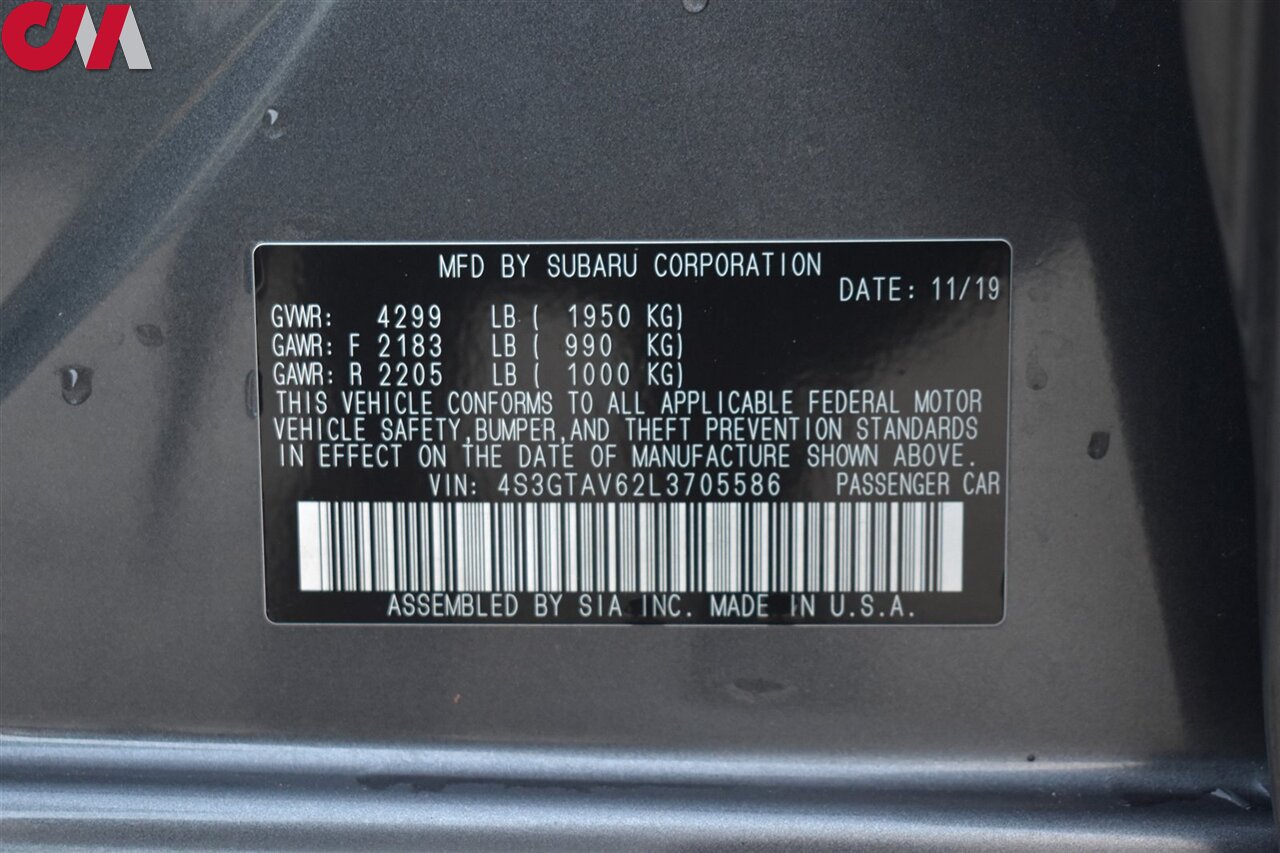 CM
MFD BY SUBARU CORPORATION
DATE: 11/19
GVWR: 4299 LB ( 1950 KG)
GAWR: F 2183 LB ( 990 KG)
GAWR: R 2205 LB ( 1000 KG)
THIS VEHICLE CONFORMS TO ALL APPLICABLE FEDERAL MOTOR
VEHICLE SAFETY,BUMPER,AND THEFT PREVENTION STANDARDS
IN EFFECT ON THE DATE OF MANUFACTURE SHOWN ABOVE.
VIN: 4S3GTAV62L3705586 PASSENGER CAR
ASSEMBLED BY SIA INC. MADE IN U.S.A.